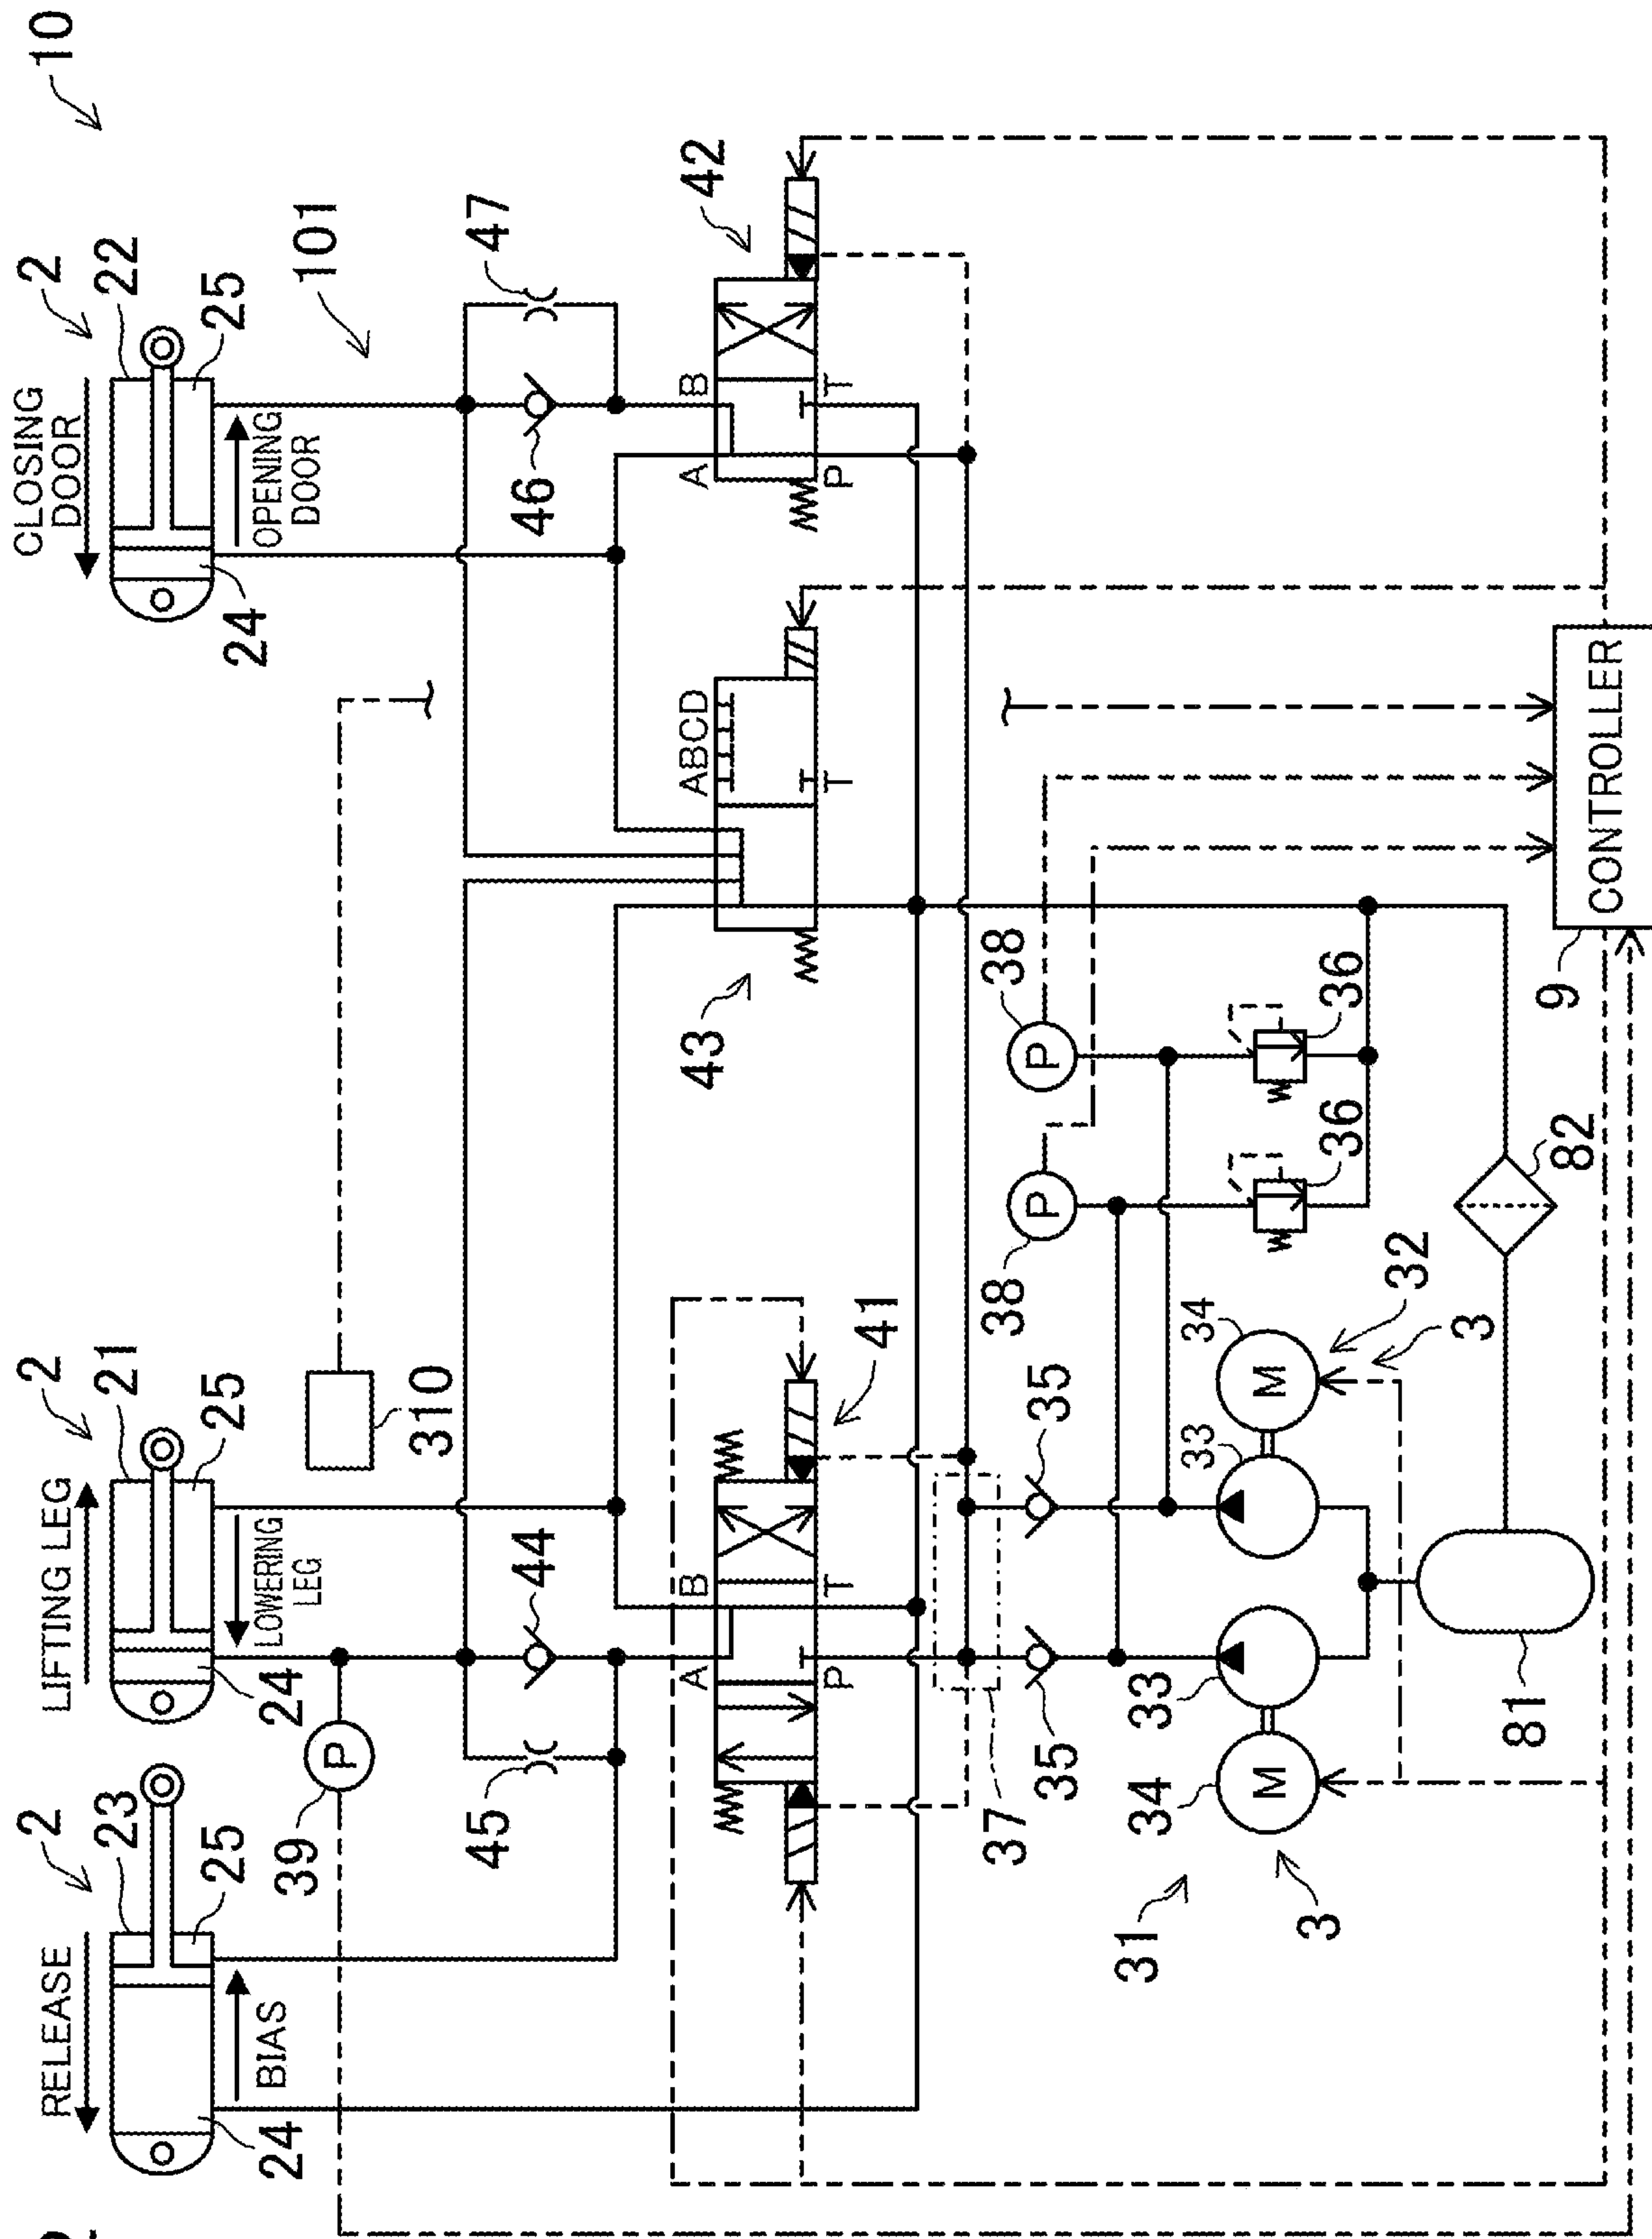 10
CLOSING
DOOR
2
22
25
101
OPENING
DOOR
24
47
46
42
A
B
P
T
LIFTING LEG
2
21
25
LOWERING
LEG
24
310
RELEASE
2
23
25
BIAS
24
39
P
45
44
43
ABCD
T
41
A
B
P
T
38
P
38
P
36
36
37
35
35
33
33
34
M
34
M
32
3
31
3
81
82
9
CONTROLLER